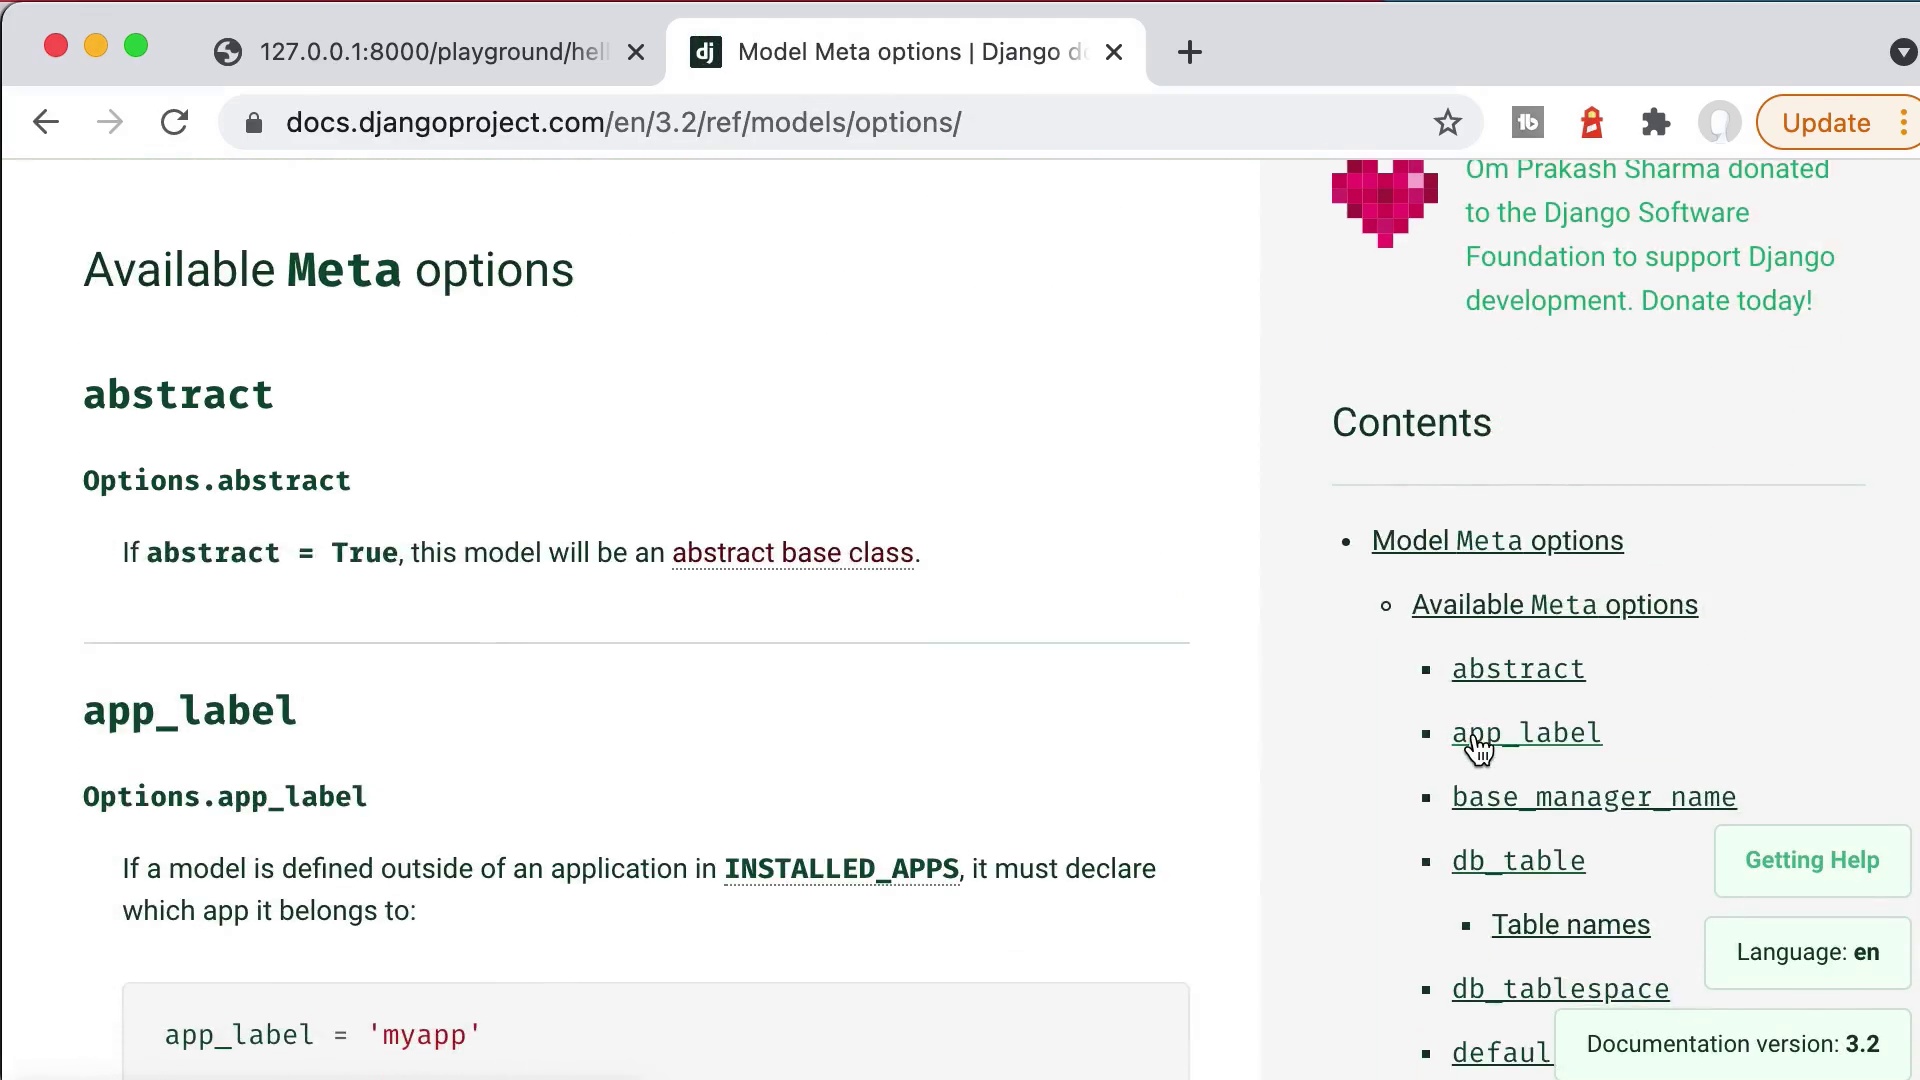 127.0.0.1:8000/playground/hell
dj
Model Meta options | Django do
docs.djangoproject.com/en/3.2/ref/models/options/
tb
Update
Om Prakash Sharma donated
to the Django Software
Foundation to support Django
development. Donate today!
Available Meta options
abstract
Options.abstract
If abstract = True, this model will be an abstract base class.
app_label
Options.app_label
If a model is defined outside of an application in INSTALLED_APPS, it must declare
which app it belongs to:
app_label = 'myapp'
Contents
Model Meta options
Available Meta options
abstract
app_label
base_manager_name
db_table
Table names
db_tablespace
defaul
Getting Help
Language: en
Documentation version: 3.2